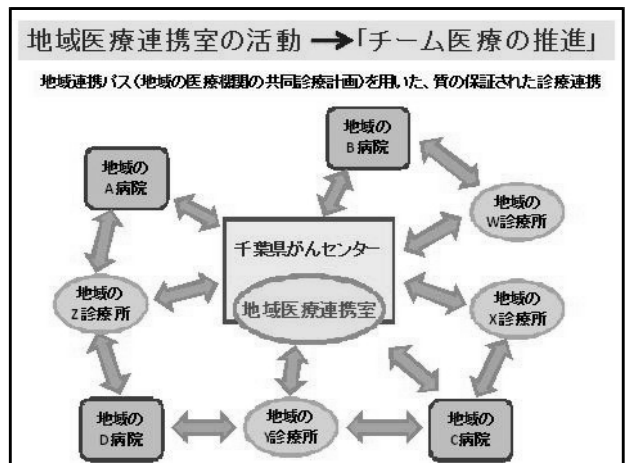 地域医療連携室の活動 →「チーム医療の推進」
地域連携パス(地域の医療機関の共同診療計画)を用いた、質の保証された診療連携
地域の
B病院
地域の
A病院
地域の
W診療所
千葉県がんセンター
地域医療連携室
地域の
Z診療所
地域の
X診療所
地域の
D病院
地域の
Y診療所
地域の
C病院